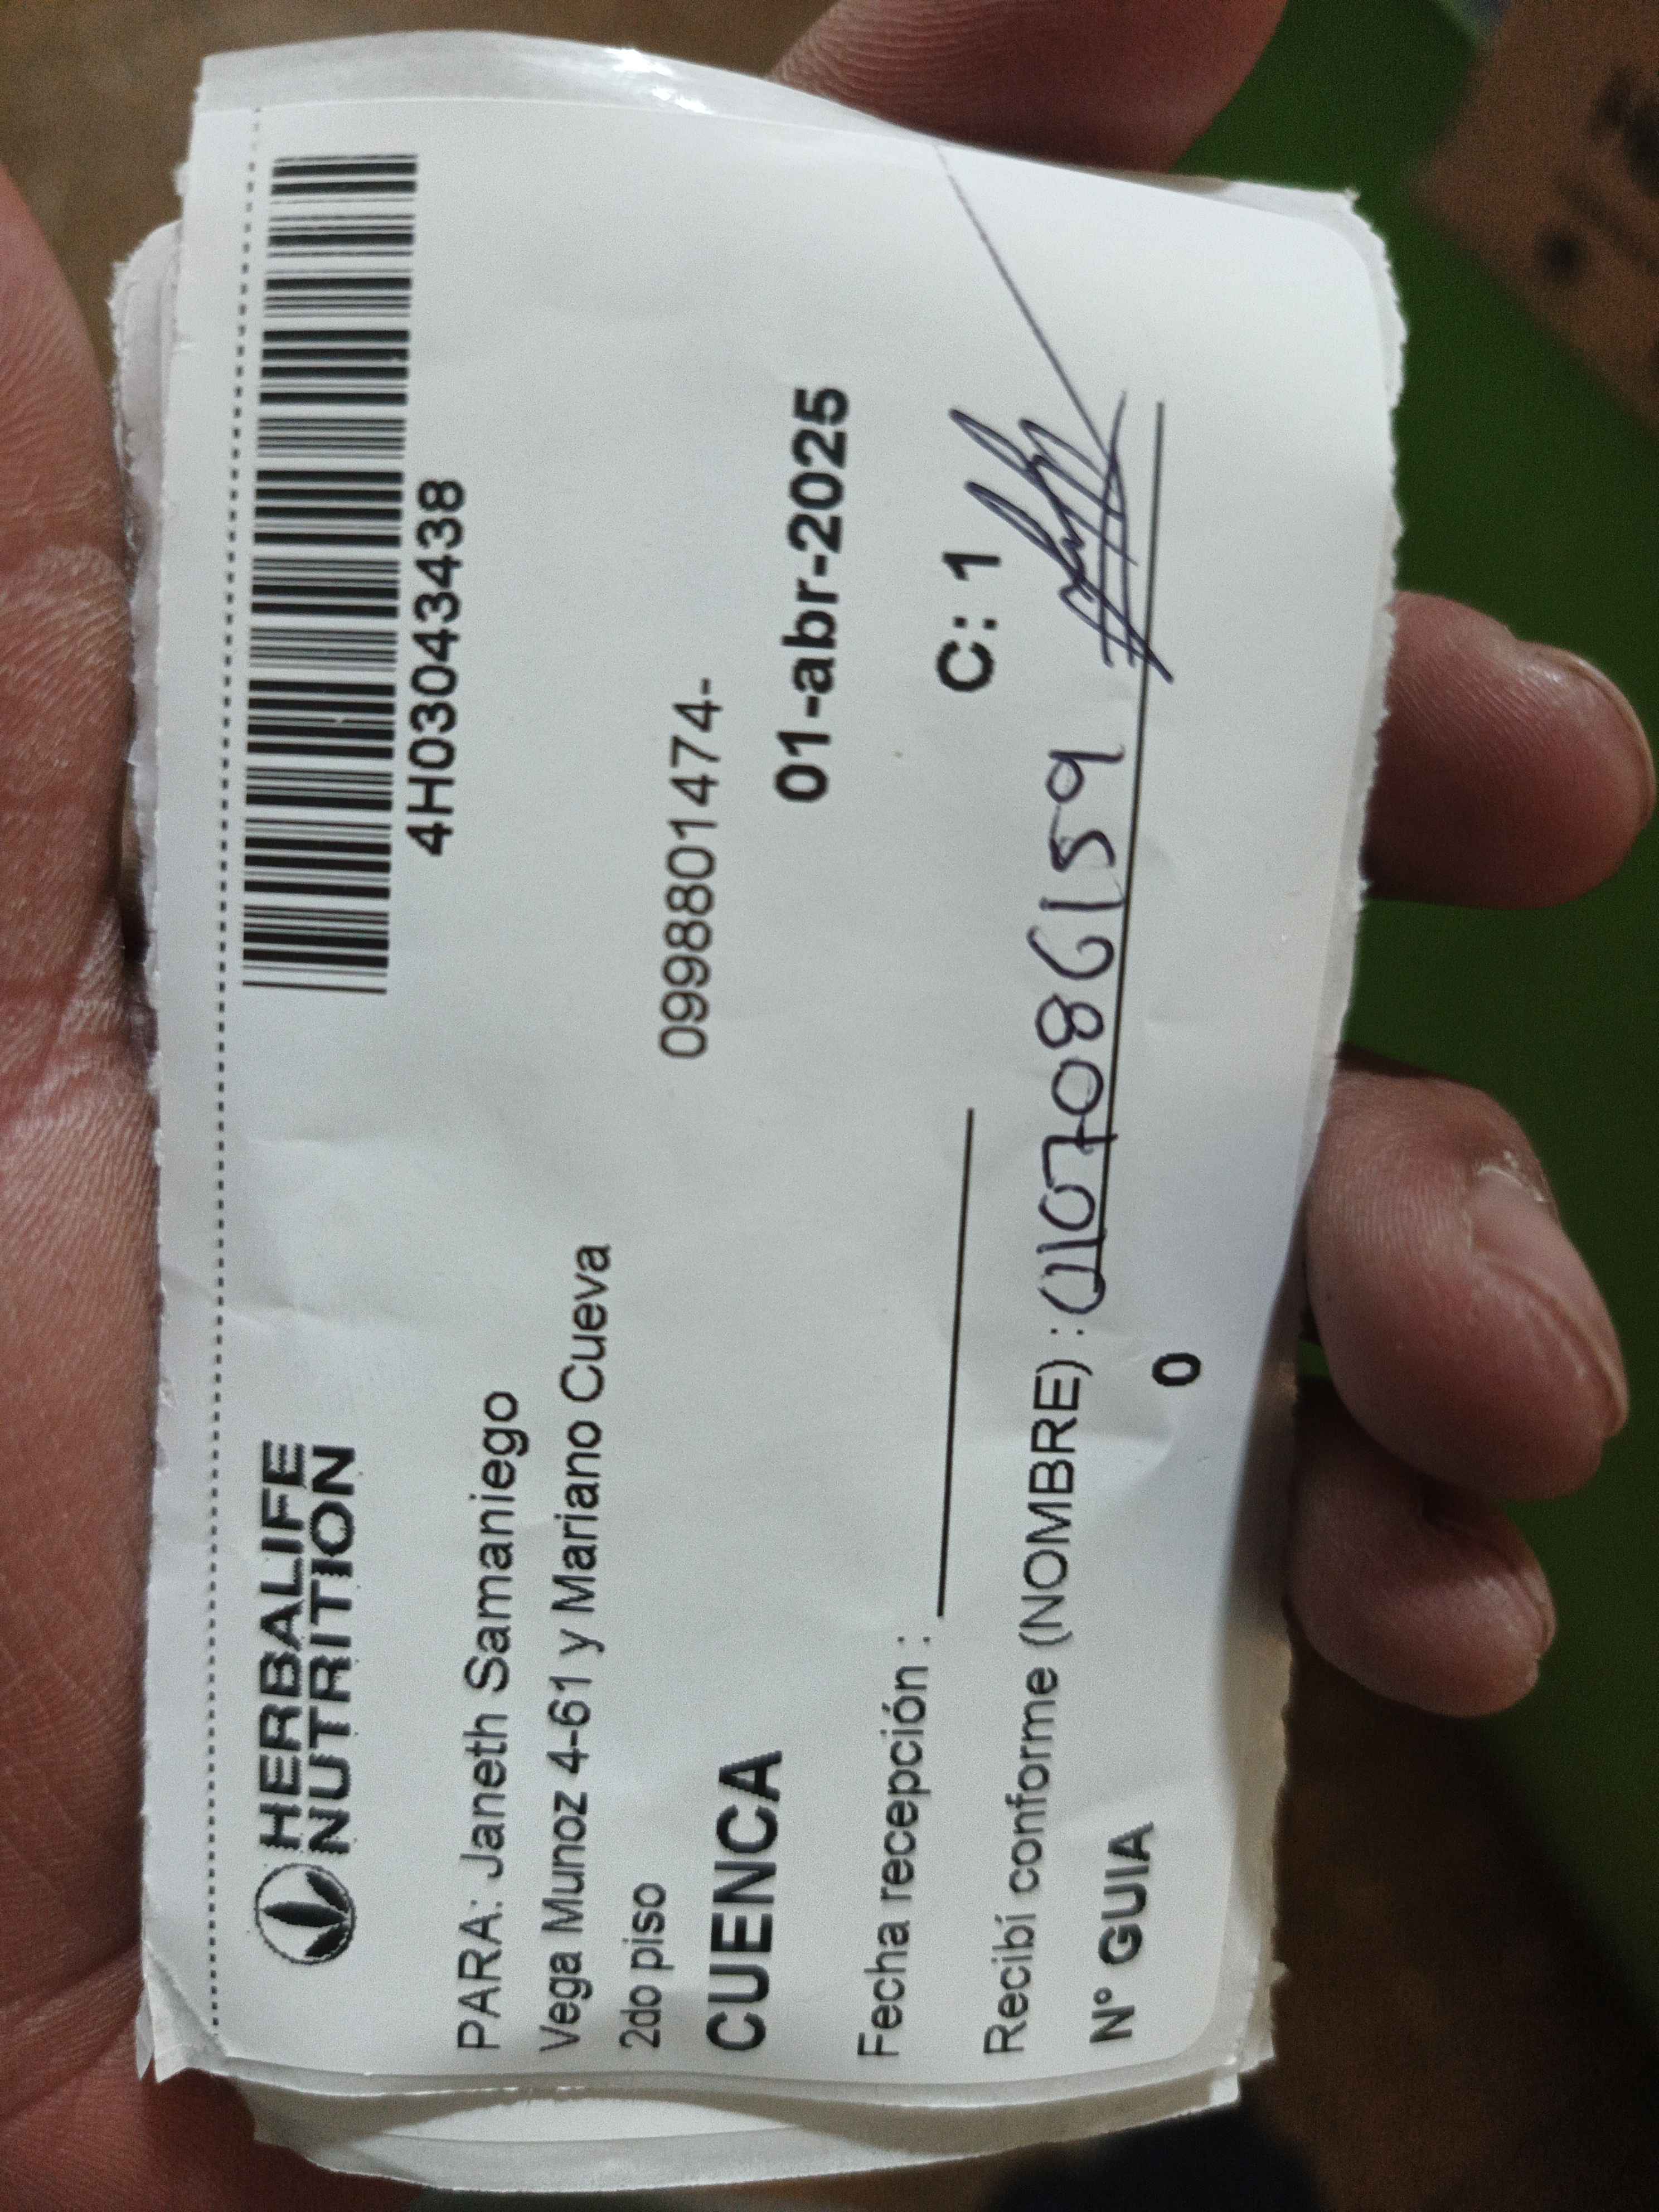 HERBALIFE
NUTRITION
4H03043438
PARA: Janeth Samaniego
Vega Munoz 4-61 y Mariano Cueva
2do piso
0998801474-
CUENCA
01-abr-2025
Fecha recepción :
C: 1
Recibí conforme (NOMBRE) : 0107086159
N° GUIA
0